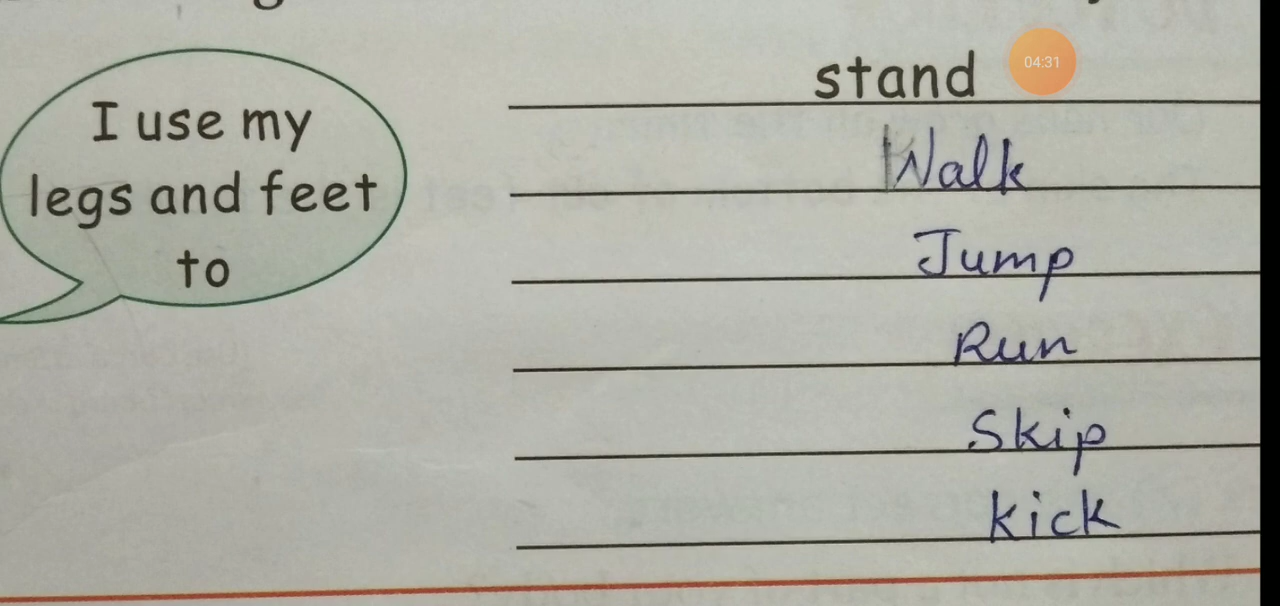 I use my
legs and feet
to
stand
04:31
Walk
Jump
Run
Skip
kick